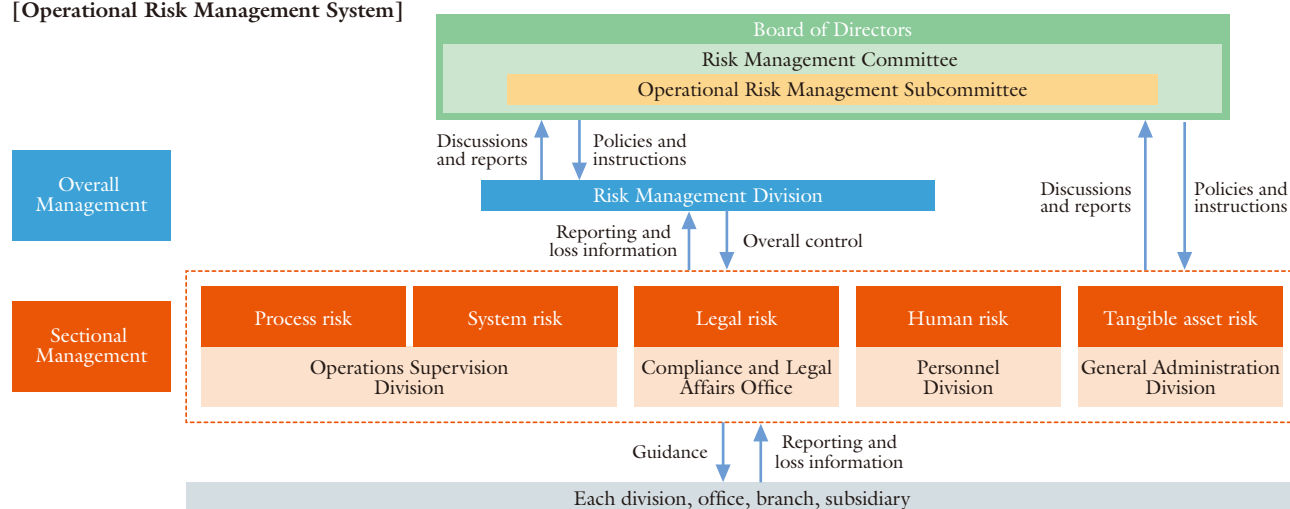 [Operational Risk Management System]
Board of Directors
Risk Management Committee
Operational Risk Management Subcommittee
Discussions
and reports
Policies and
instructions
Overall
Management
Risk Management Division
Discussions
and reports
Policies and
instructions
Reporting and
loss information
Overall control
Sectional
Management
Process risk
System risk
Legal risk
Human risk
Tangible asset risk
Operations Supervision
Division
Compliance and Legal
Affairs Office
Personnel
Division
General Administration
Division
Guidance
Reporting and
loss information
Each division, office, branch, subsidiary